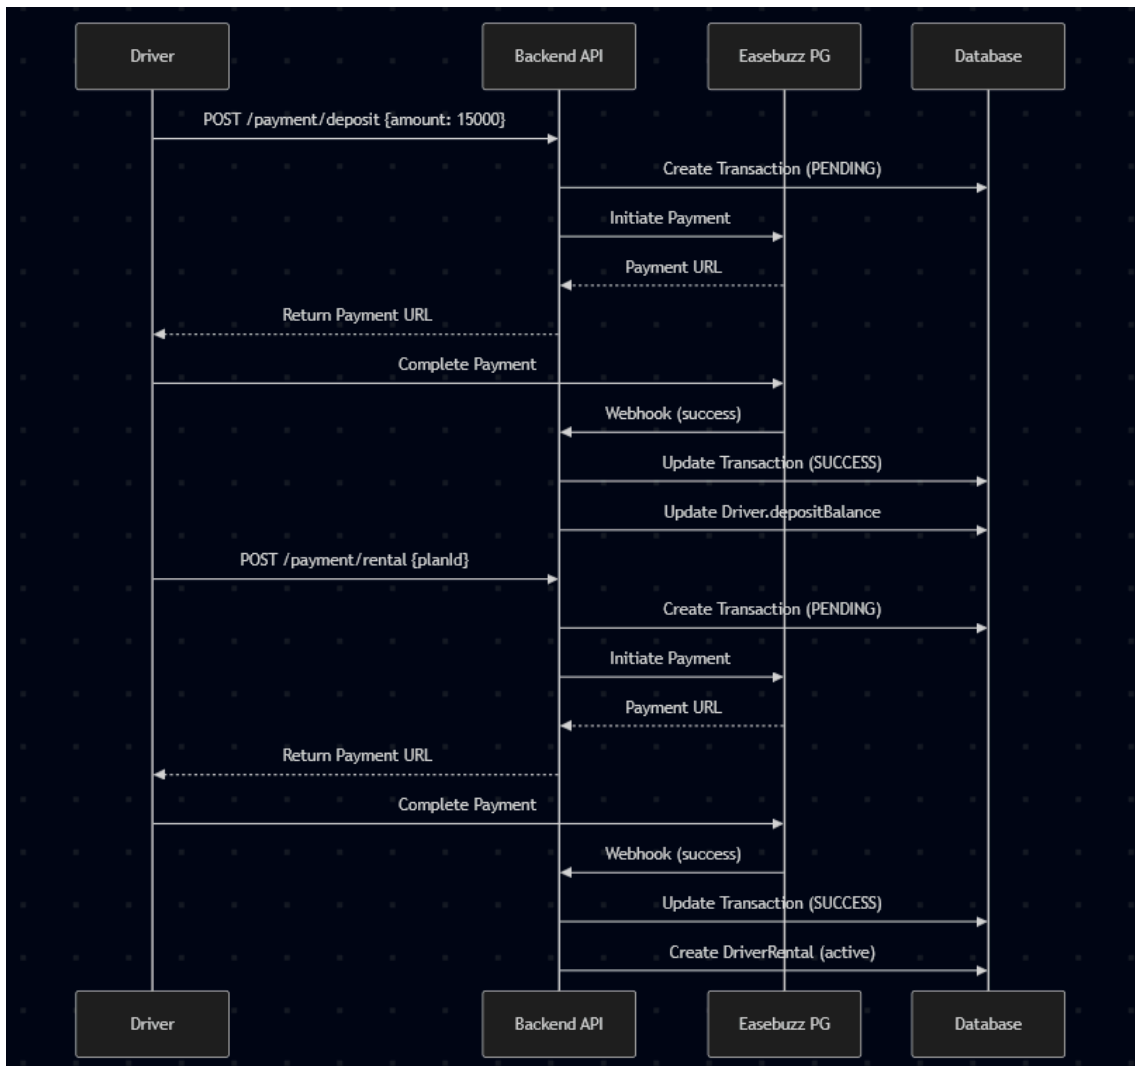 Driver
Backend API
Easebuzz PG
Database
POST /payment/deposit {amount: 15000}
Create Transaction (PENDING)
Initiate Payment
Payment URL
Return Payment URL
Complete Payment
Webhook (success)
Update Transaction (SUCCESS)
Update Driver.depositBalance
POST /payment/rental {planId}
Create Transaction (PENDING)
Initiate Payment
Payment URL
Return Payment URL
Complete Payment
Webhook (success)
Update Transaction (SUCCESS)
Create DriverRental (active)
Driver
Backend API
Easebuzz PG
Database